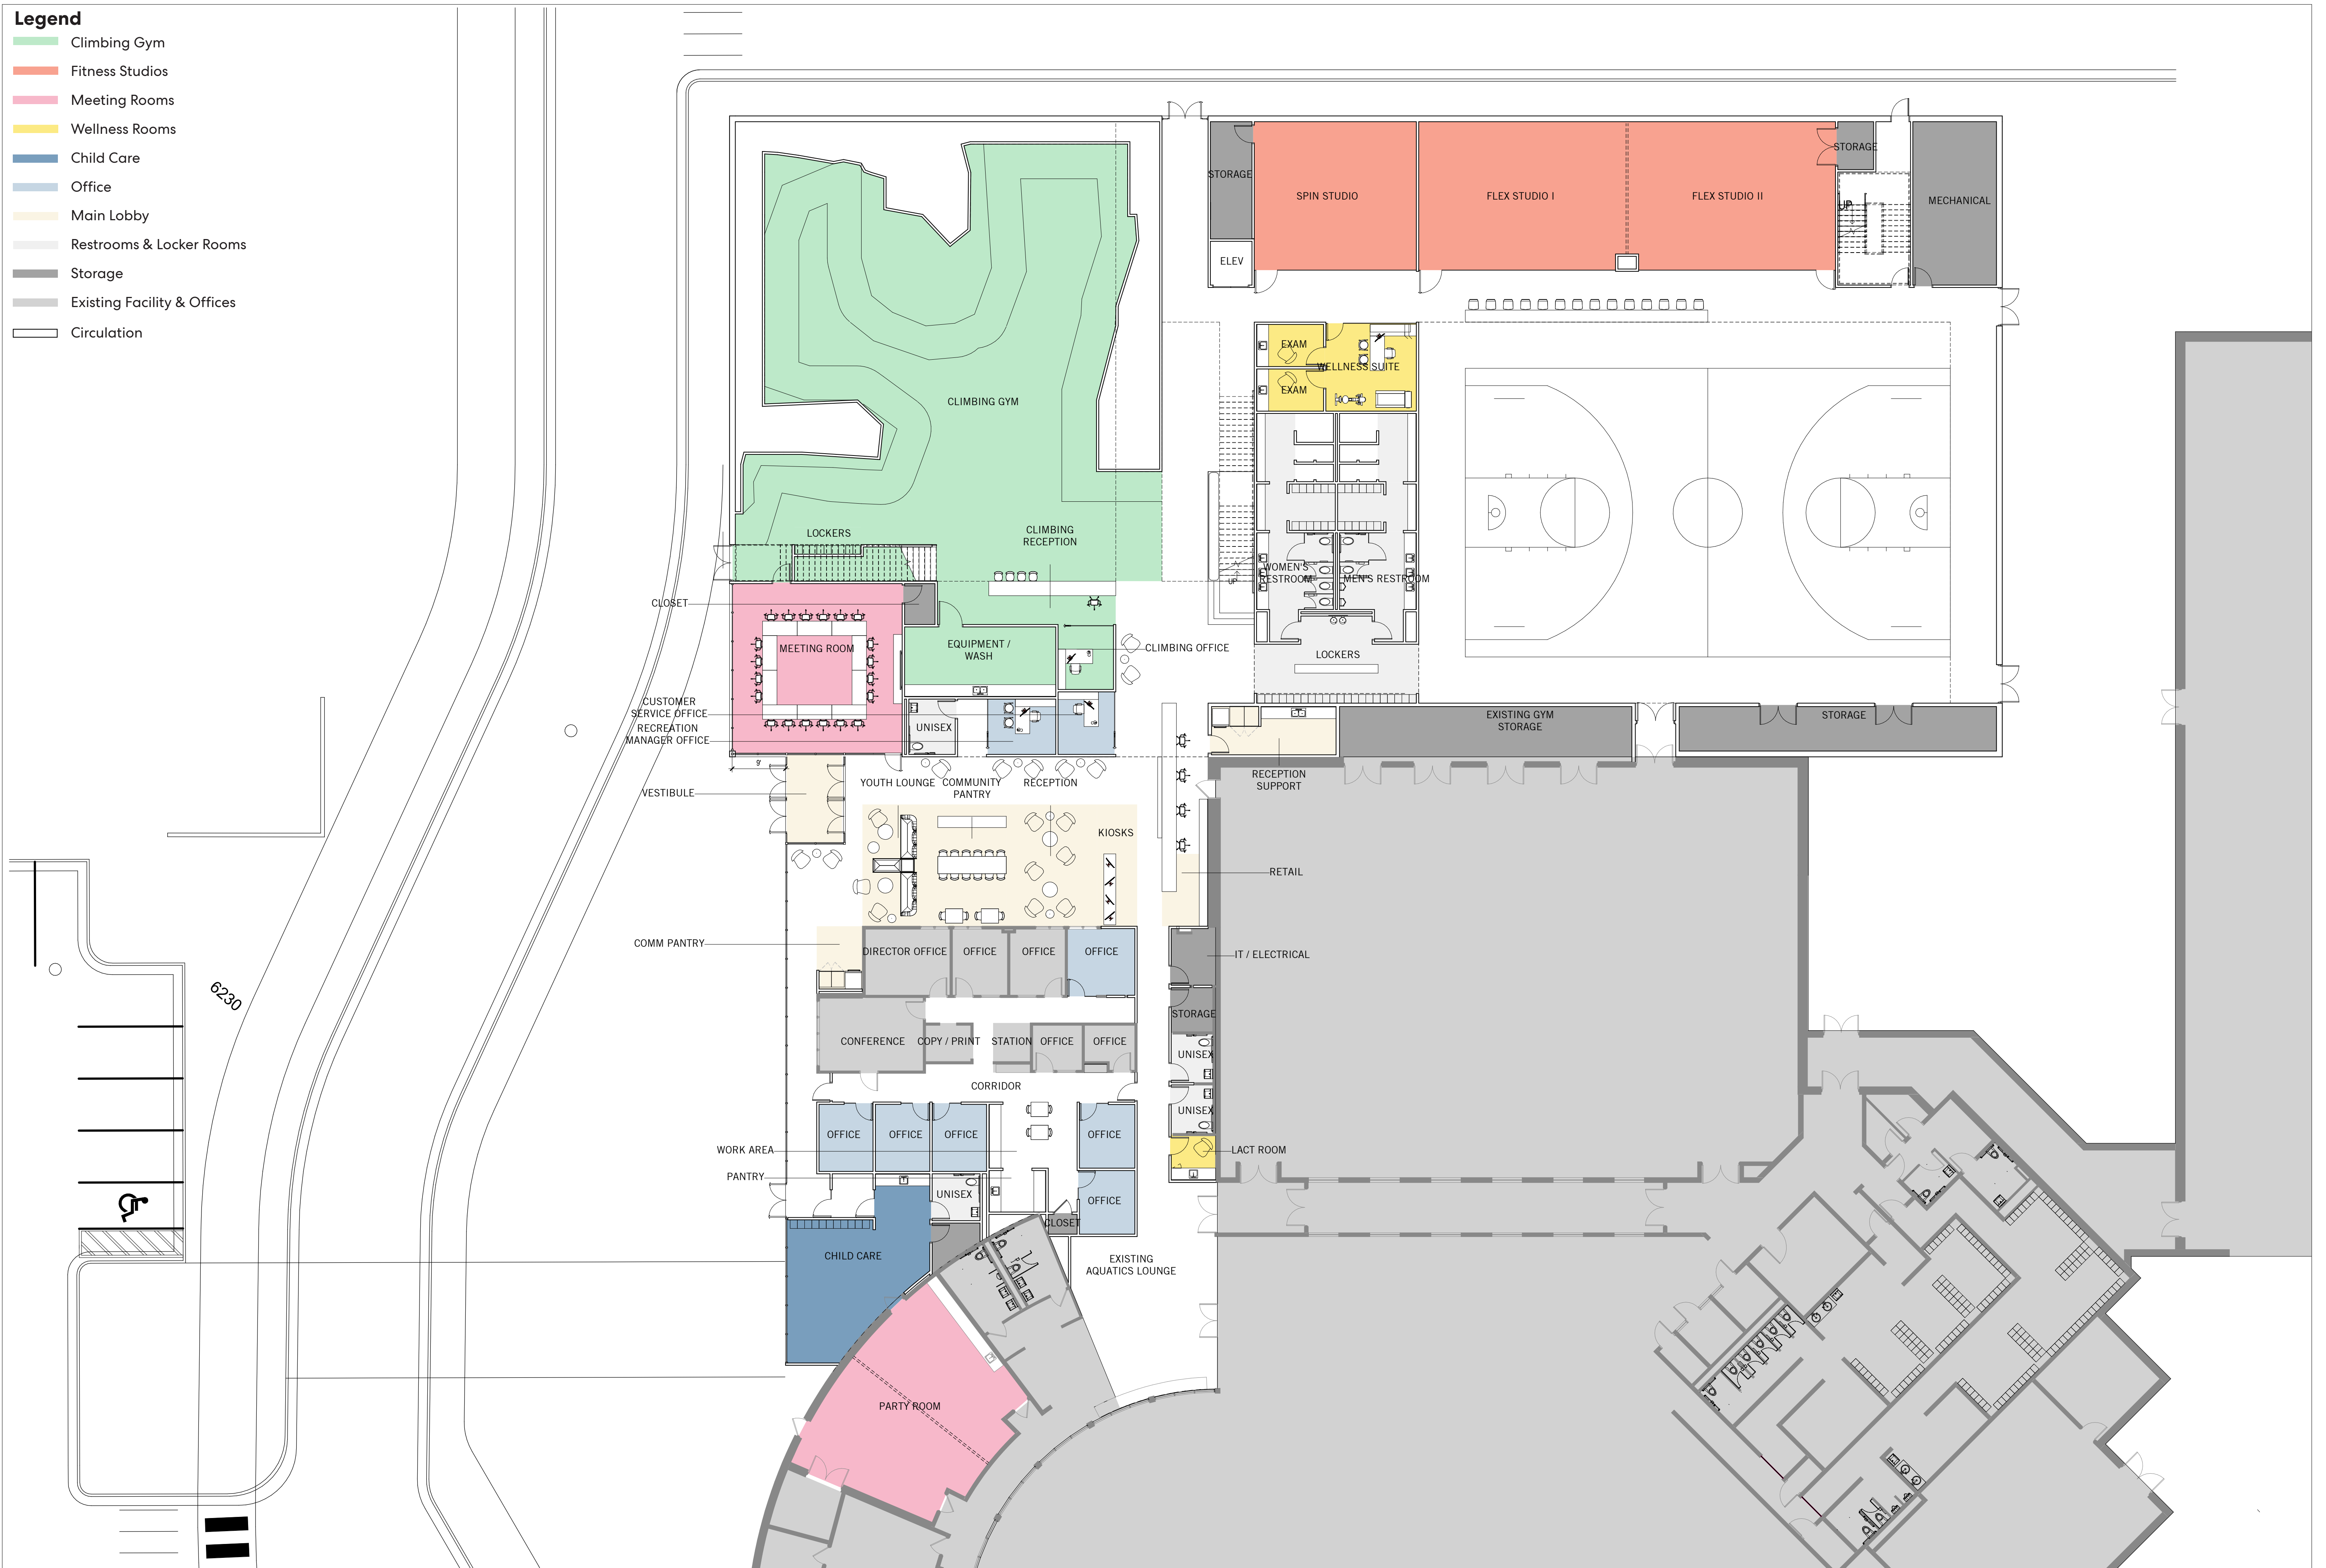 Legend
Climbing Gym
Fitness Studios
Meeting Rooms
Wellness Rooms
Child Care
Office
Main Lobby
Restrooms & Locker Rooms
Storage
Existing Facility & Offices
Circulation
STORAGE
SPIN STUDIO
FLEX STUDIO I
FLEX STUDIO II
STORAGE
MECHANICAL
UP
ELEV
EXAM
WELLNESS SUITE
EXAM
CLIMBING GYM
LOCKERS
CLIMBING
RECEPTION
UP
WOMEN'S
RESTROOM
MEN'S RESTROOM
CLOSET
MEETING ROOM
EQUIPMENT /
WASH
CLIMBING OFFICE
LOCKERS
CUSTOMER
SERVICE OFFICE
RECREATION
MANAGER OFFICE
UNISEX
EXISTING GYM
STORAGE
STORAGE
9'
YOUTH LOUNGE
COMMUNITY
PANTRY
RECEPTION
RECEPTION
SUPPORT
VESTIBULE
KIOSKS
RETAIL
COMM PANTRY
DIRECTOR OFFICE
OFFICE
OFFICE
OFFICE
IT / ELECTRICAL
6230
STORAGE
CONFERENCE
COPY / PRINT
STATION
OFFICE
OFFICE
UNISEX
CORRIDOR
UNISEX
OFFICE
OFFICE
OFFICE
OFFICE
WORK AREA
LACT ROOM
PANTRY
UNISEX
OFFICE
CLOSET
CHILD CARE
EXISTING
AQUATICS LOUNGE
PARTY ROOM